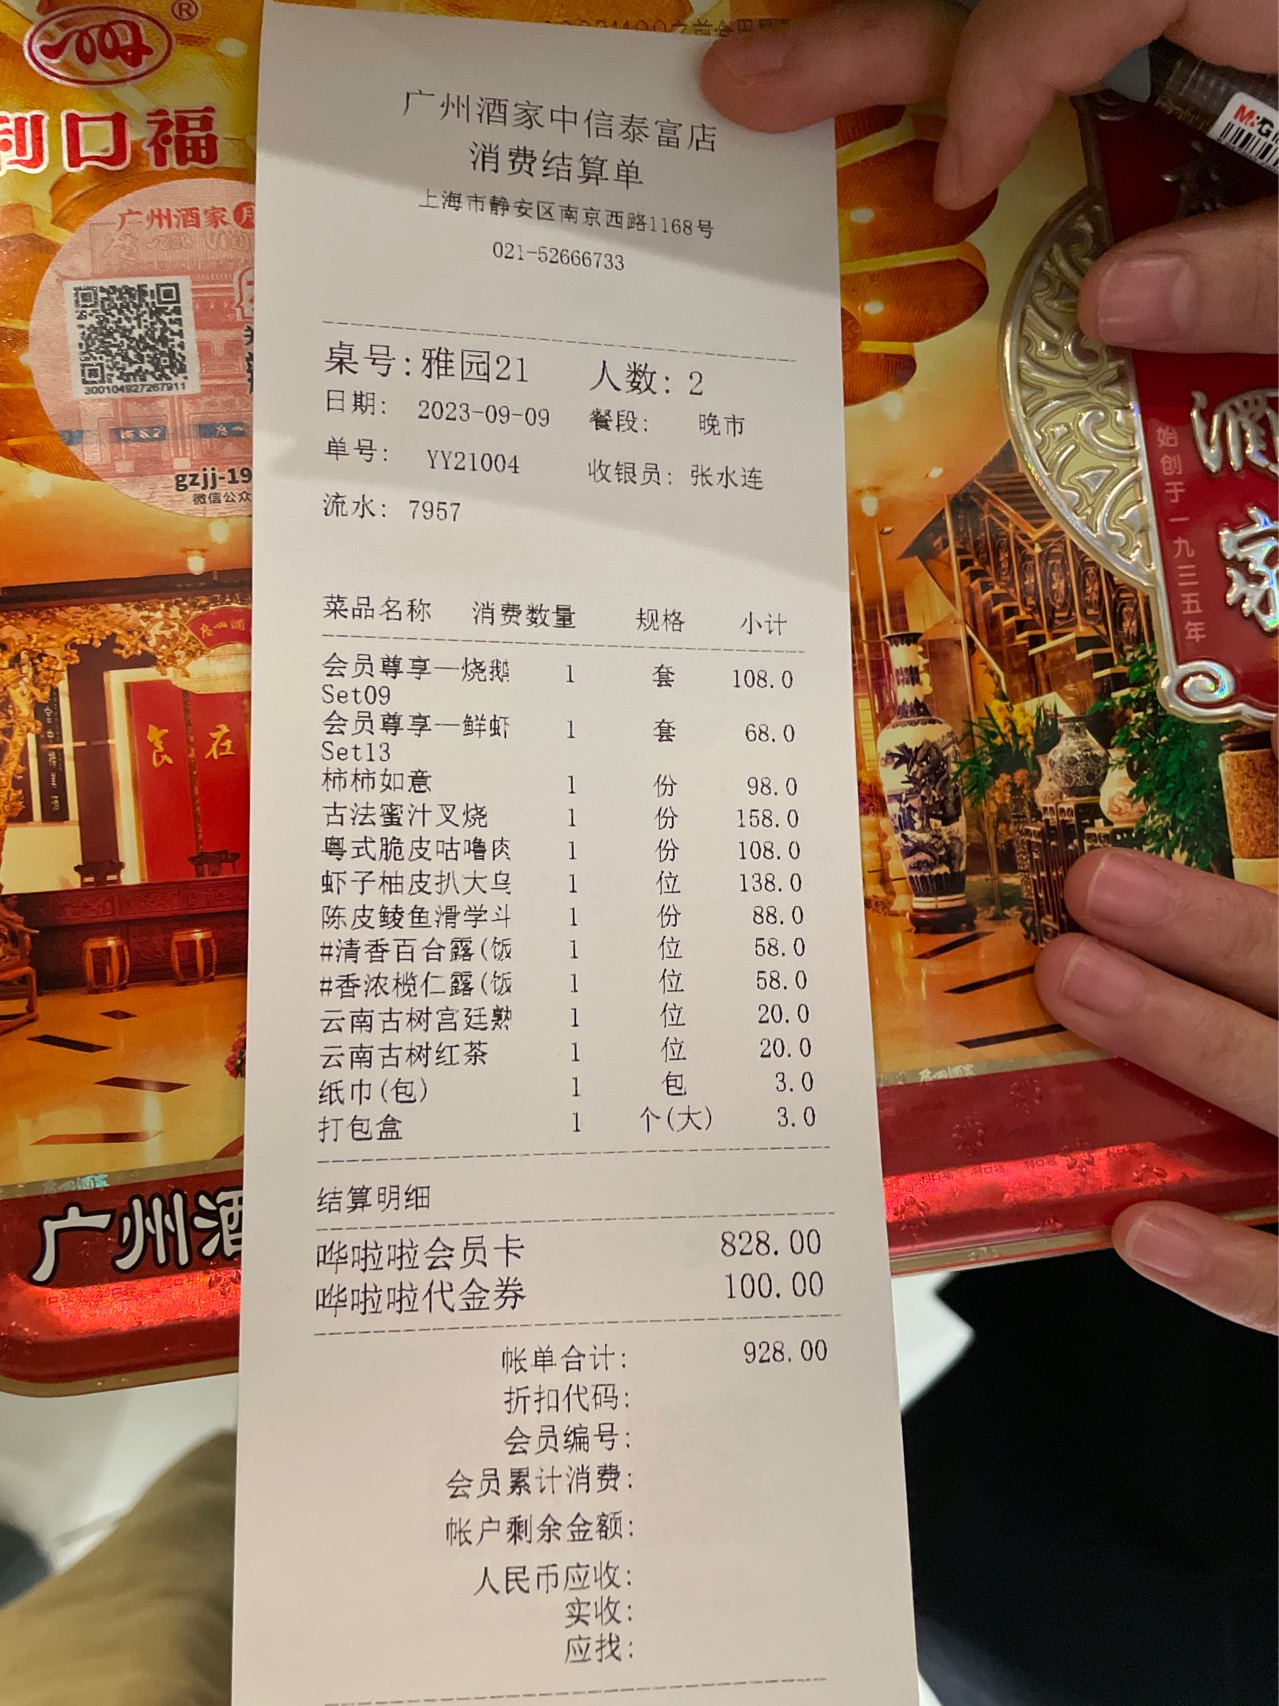 利口福
广州酒家
300104927267911
gzjj-19
微信公众
广州酒家中信泰富店
消费结算单
上海市静安区南京西路1168号
021-52666733
桌号:雅园21 人数: 2
日期: 2023-09-09 餐段: 晚市
单号: YY21004 收银员: 张水连
流水: 7957
菜品名称 消费数量 规格 小计
会员尊享—烧鹅 1 套 108.0
Set09
会员尊享—鲜虾 1 套 68.0
Set13
柿柿如意 1 份 98.0
古法蜜汁叉烧 1 份 158.0
粤式脆皮咕噜肉 1 份 108.0
虾子柚皮扒大乌 1 位 138.0
陈皮鲮鱼滑学斗 1 份 88.0
#清香百合露(饭 1 位 58.0
#香浓榄仁露(饭 1 位 58.0
云南古树宫廷熟 1 位 20.0
云南古树红茶 1 位 20.0
纸巾(包) 1 包 3.0
打包盒 1 个(大) 3.0
结算明细
哗啦啦会员卡 828.00
哗啦啦代金券 100.00
帐单合计: 928.00
折扣代码:
会员编号:
会员累计消费:
帐户剩余金额:
人民币应收:
实收:
应找:
酒家
始创于一九三五年
食在
广州酒